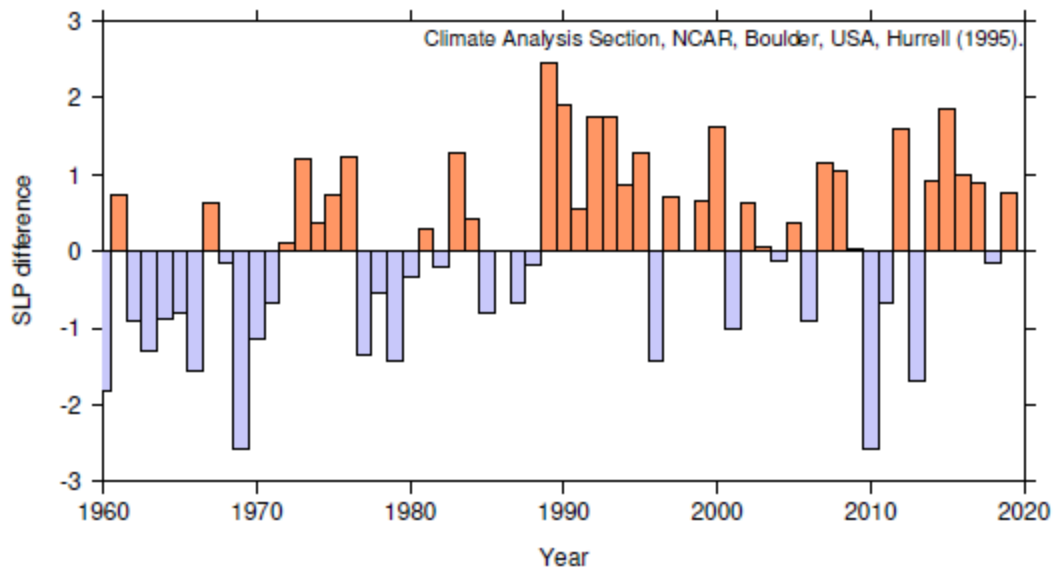 Climate Analysis Section, NCAR, Boulder, USA, Hurrell (1995).
3
2
1
0
-1
-2
-3
SLP difference
1960 1970 1980 1990 2000 2010 2020
Year